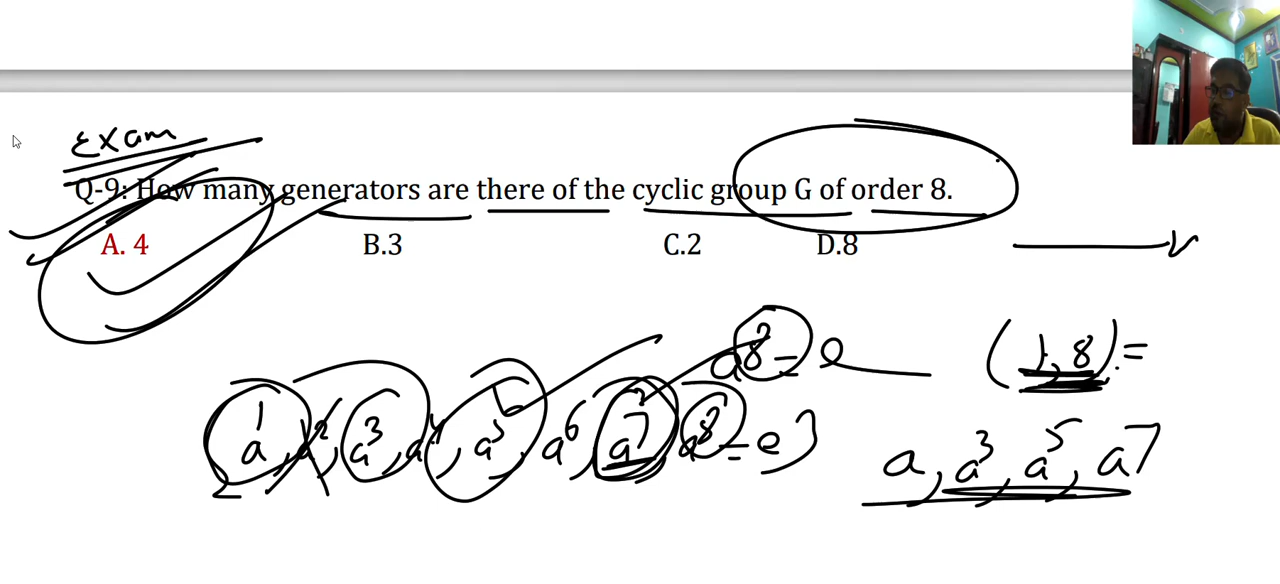 Exam
Q-9: How many generators are there of the cyclic group G of order 8.
A. 4 B.3 C.2 D.8
a8 = e (1, 8) =
a1, a2, a3, a4, a5, a6, a7, a8 = e}
a, a3, a5, a7